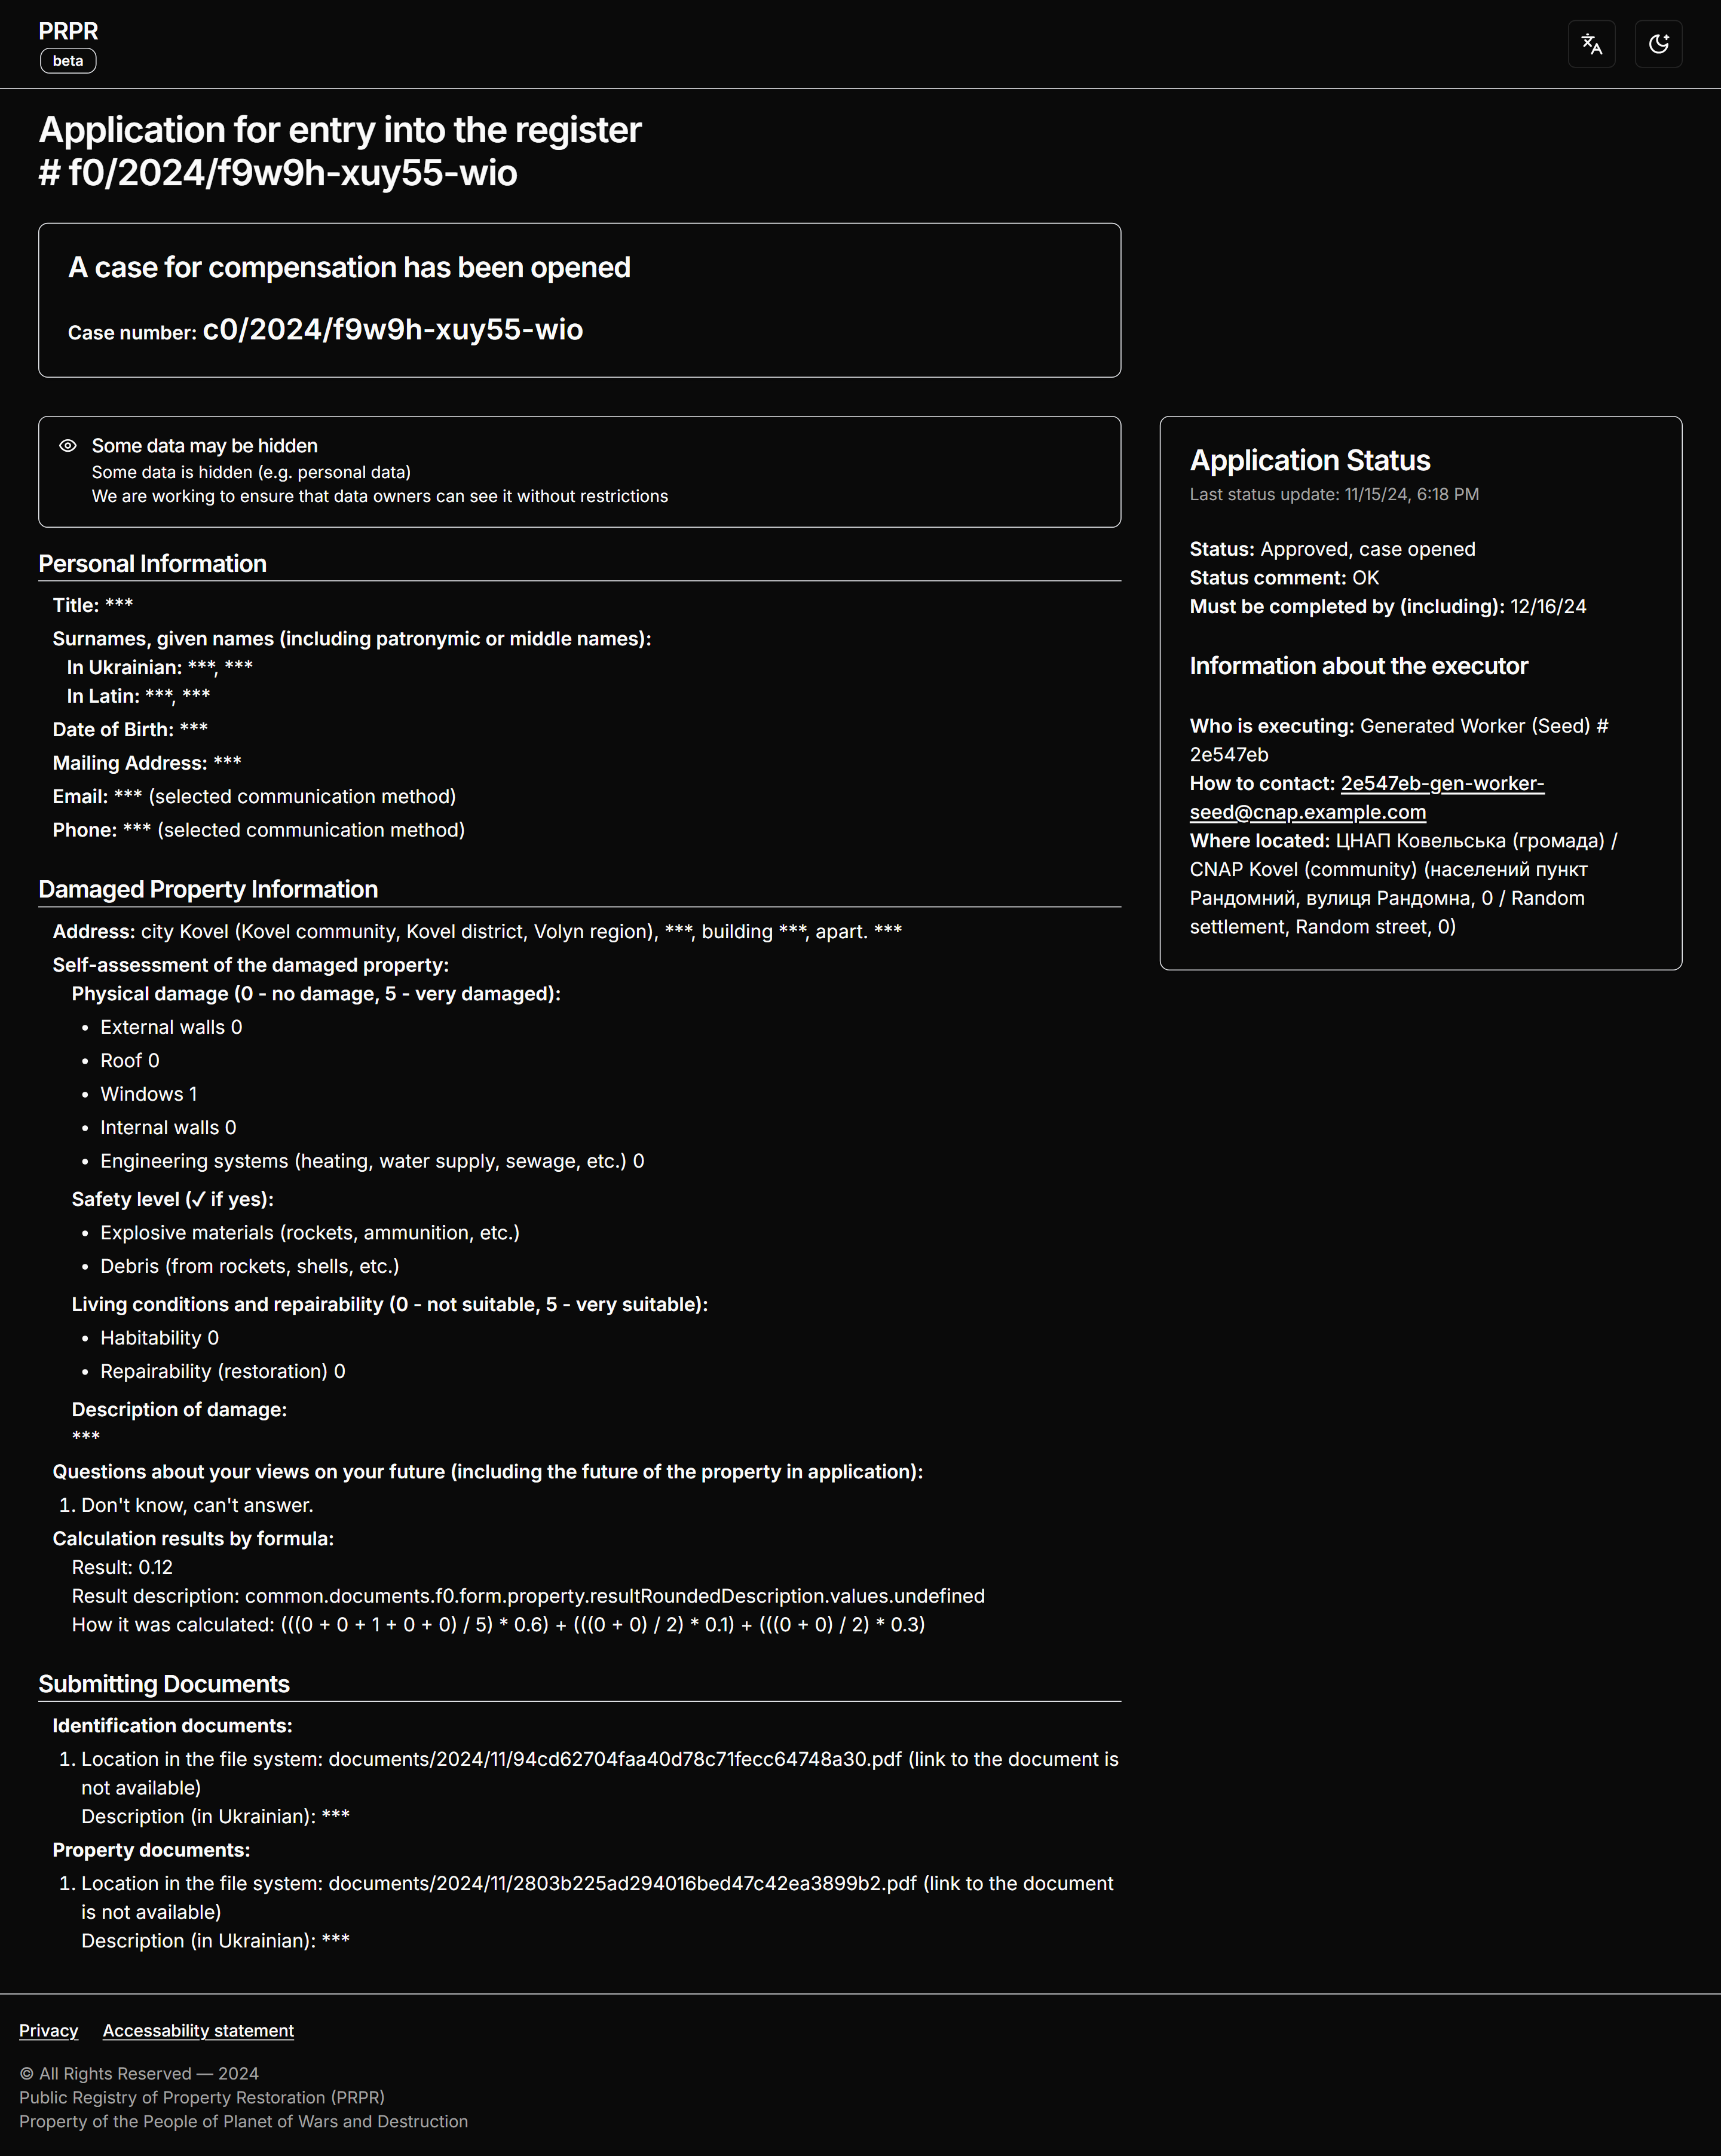 PRPR
beta
Application for entry into the register
# f0/2024/f9w9h-xuy55-wio
A case for compensation has been opened
Case number: c0/2024/f9w9h-xuy55-wio
Some data may be hidden
Some data is hidden (e.g. personal data)
We are working to ensure that data owners can see it without restrictions
Personal Information
Title: ***
Surnames, given names (including patronymic or middle names):
In Ukrainian: ***, ***
In Latin: ***, ***
Date of Birth: ***
Mailing Address: ***
Email: *** (selected communication method)
Phone: *** (selected communication method)
Damaged Property Information
Address: city Kovel (Kovel community, Kovel district, Volyn region), ***, building ***, apart. ***
Self-assessment of the damaged property:
Physical damage (0 - no damage, 5 - very damaged):
• External walls 0
• Roof 0
• Windows 1
• Internal walls 0
• Engineering systems (heating, water supply, sewage, etc.) 0
Safety level (✓ if yes):
• Explosive materials (rockets, ammunition, etc.)
• Debris (from rockets, shells, etc.)
Living conditions and repairability (0 - not suitable, 5 - very suitable):
• Habitability 0
• Repairability (restoration) 0
Description of damage:
***
Questions about your views on your future (including the future of the property in application):
1. Don't know, can't answer.
Calculation results by formula:
Result: 0.12
Result description: common.documents.f0.form.property.resultRoundedDescription.values.undefined
How it was calculated: (((0 + 0 + 1 + 0 + 0) / 5) * 0.6) + (((0 + 0) / 2) * 0.1) + (((0 + 0) / 2) * 0.3)
Submitting Documents
Identification documents:
1. Location in the file system: documents/2024/11/94cd62704faa40d78c71fecc64748a30.pdf (link to the document is
not available)
Description (in Ukrainian): ***
Property documents:
1. Location in the file system: documents/2024/11/2803b225ad294016bed47c42ea3899b2.pdf (link to the document
is not available)
Description (in Ukrainian): ***
Application Status
Last status update: 11/15/24, 6:18 PM
Status: Approved, case opened
Status comment: OK
Must be completed by (including): 12/16/24
Information about the executor
Who is executing: Generated Worker (Seed) #
2e547eb
How to contact: 2e547eb-gen-worker-
seed@cnap.example.com
Where located: ЦНАП Ковельська (громада) /
CNAP Kovel (community) (населений пункт
Рандомний, вулиця Рандомна, 0 / Random
settlement, Random street, 0)
Privacy Accessability statement
© All Rights Reserved — 2024
Public Registry of Property Restoration (PRPR)
Property of the People of Planet of Wars and Destruction